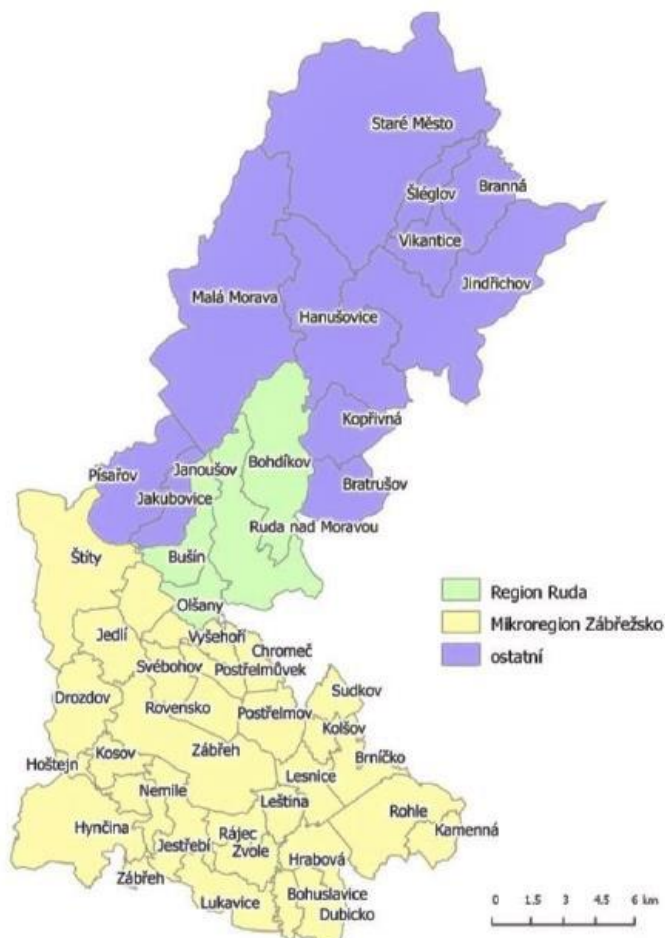 Staré Město
Šléglov
Branná
Vikantice
Jindřichov
Malá Morava
Hanušovice
Kopřivná
Písařov
Janoušov
Bohdíkov
Jakubovice
Bratrušov
Ruda nad Moravou
Štíty
Bušín
Olšany
Region Ruda
Mikroregion Zábřežsko
ostatní
Jedlí
Vyšehoří
Chromeč
Svébohov
Postřelmůvek
Drozdov
Sudkov
Rovensko
Postřelmov
Kolšov
Kosov
Zábřeh
Brníčko
Hoštejn
Lesnice
Nemile
Leština
Rohle
Hynčina
Rájec
Kamenná
Jestřebí
Zvole
Hrabová
Zábřeh
Lukavice
Bohuslavice
Dubicko
0 1.5 3 4.5 6 km